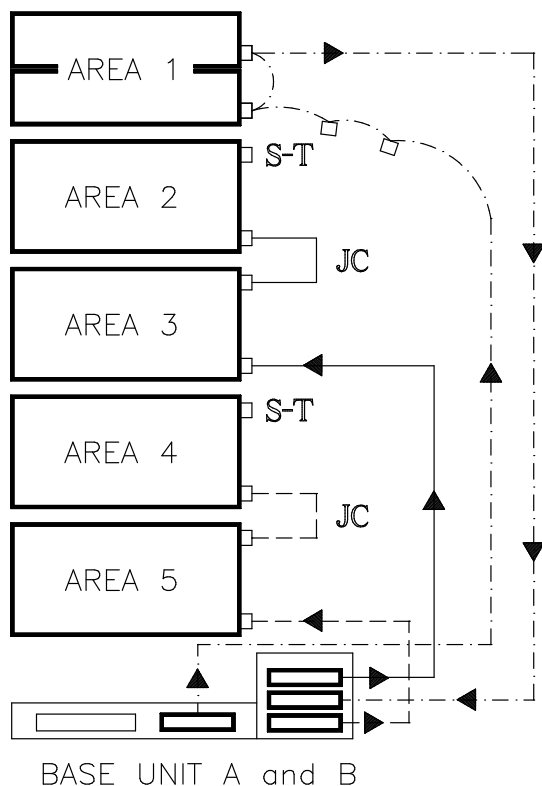 AREA 1
S-T
AREA 2
JC
AREA 3
S-T
AREA 4
JC
AREA 5
BASE UNIT A and B